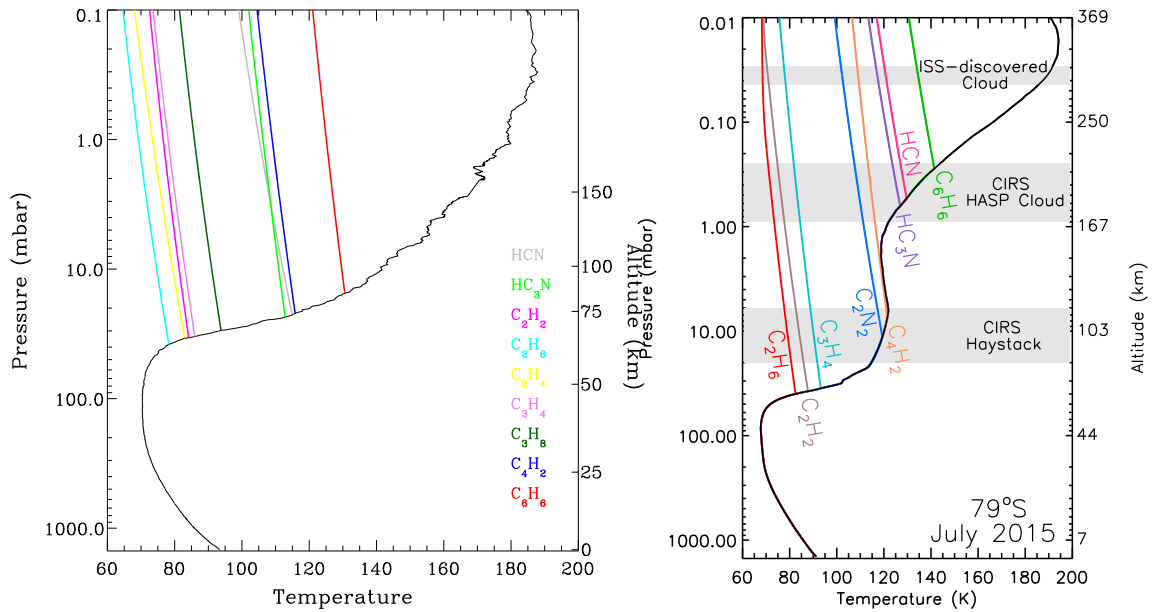 0.1
1.0
10.0
100.0
1000.0
Pressure (mbar)
60
80
100
120
140
160
180
200
Temperature
150
100
75
50
25
0
Altitude (km)
HCN
HC3N
C2H2
C2H6
C2H4
C3H4
C3H8
C4H2
C6H6
0.01
0.10
1.00
10.00
100.00
1000.00
Pressure (mbar)
60
80
100
120
140
160
180
200
Temperature (K)
369
250
167
103
44
7
Altitude (km)
ISS-discovered
Cloud
CIRS
HASP Cloud
CIRS
Haystack
HCN
C6H6
HC3N
C2N2
C4H2
C3H4
C2H6
C2H2
79°S
July 2015